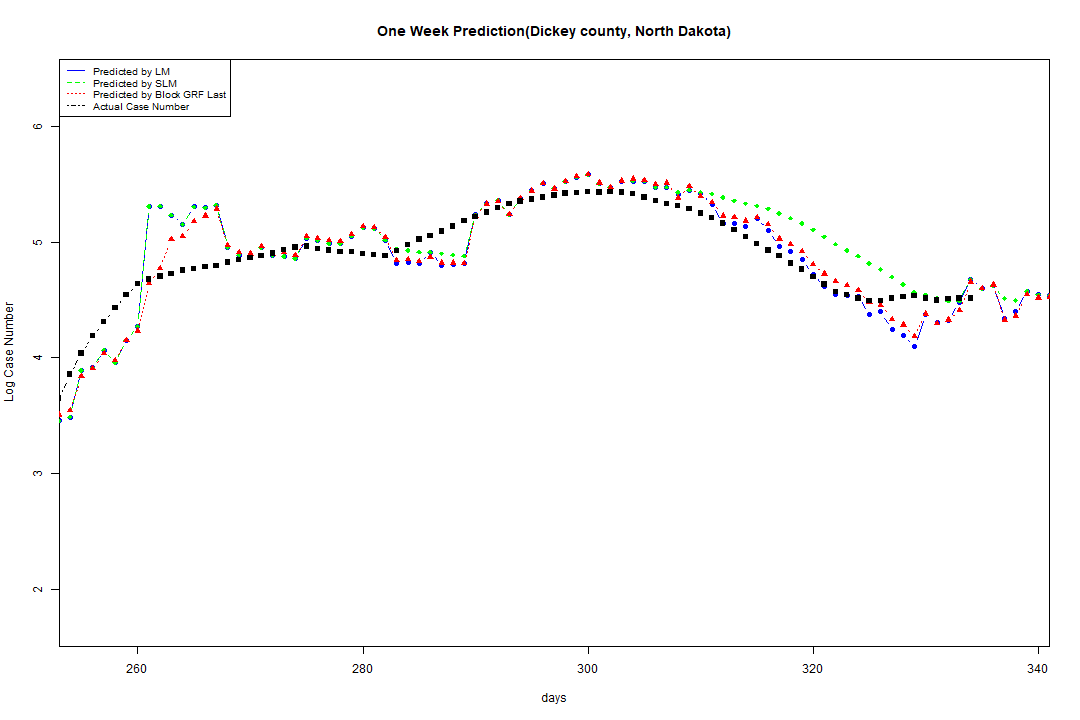 One Week Prediction(Dickey county, North Dakota)
Predicted by LM
Predicted by SLM
Predicted by Block GRF Last
Actual Case Number
6
5
4
3
2
Log Case Number
260 280 300 320 340
days